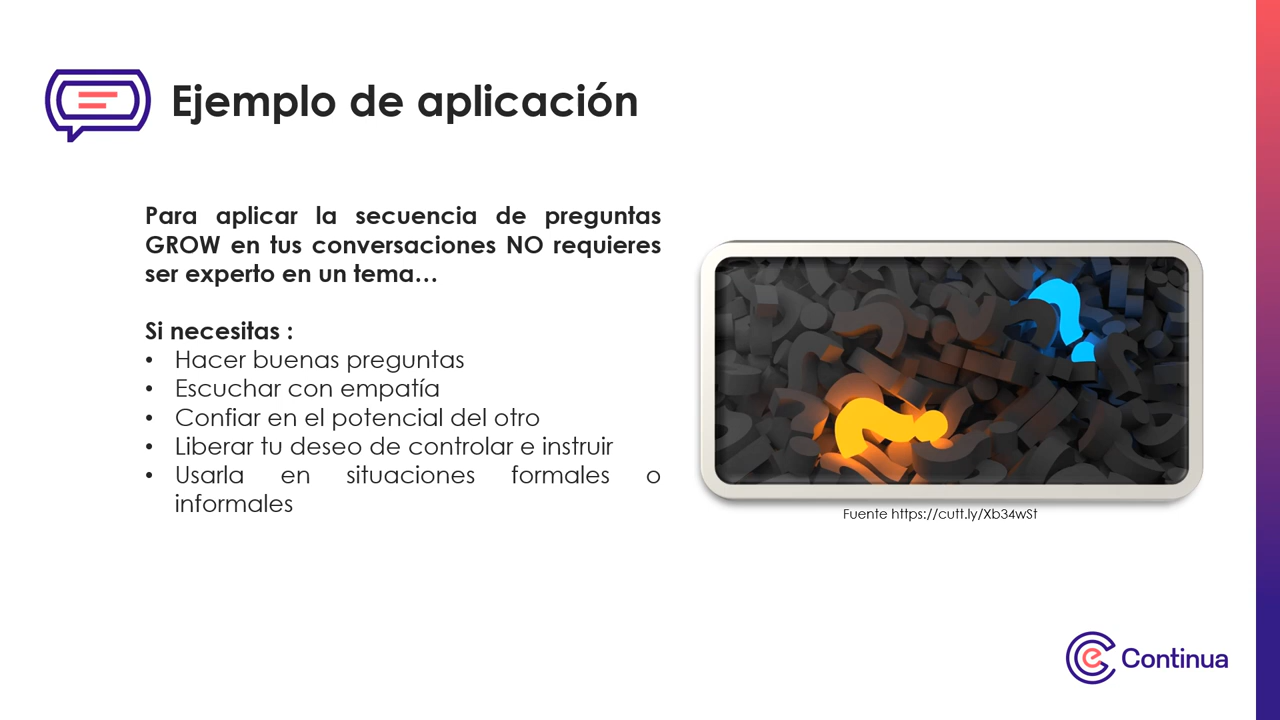 Ejemplo de aplicación
Para aplicar la secuencia de preguntas
GROW en tus conversaciones NO requieres
ser experto en un tema…
Si necesitas :
• Hacer buenas preguntas
• Escuchar con empatía
• Confiar en el potencial del otro
• Liberar tu deseo de controlar e instruir
• Usarla en situaciones formales o
informales
Fuente https://cutt.ly/Xb34wSt
e Continua